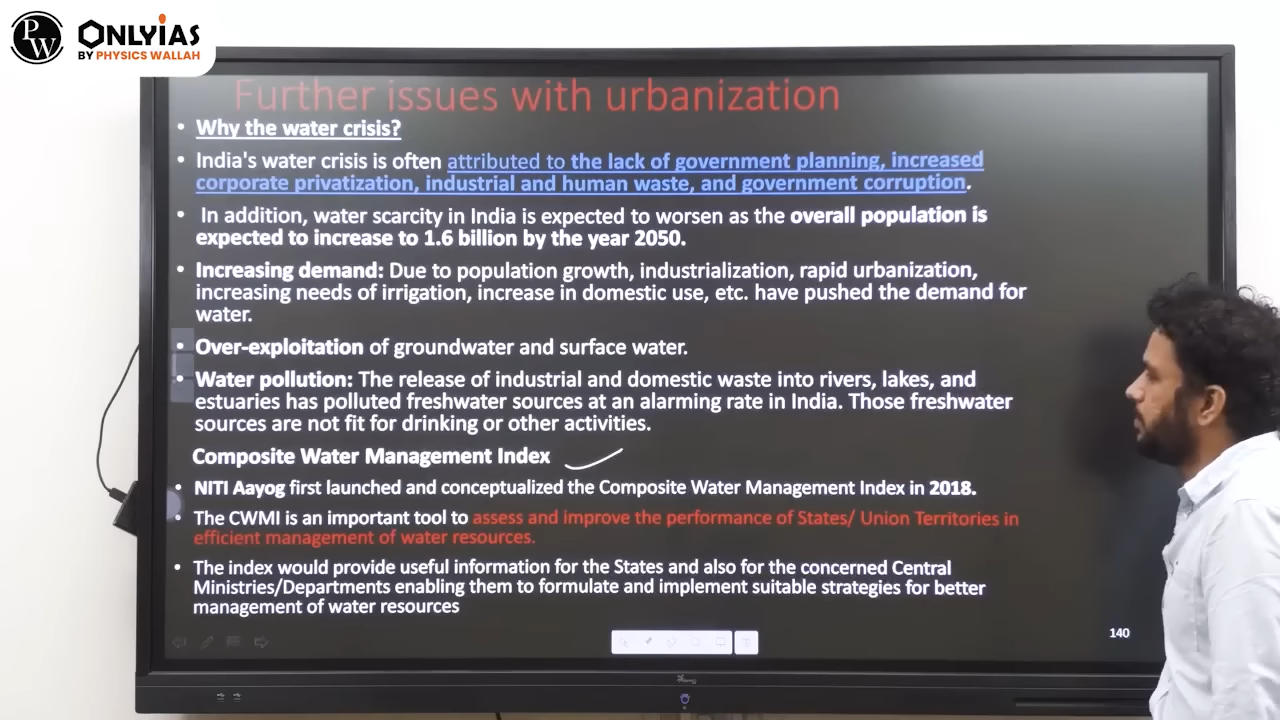 PW
ONLYIAS
BY PHYSICS WALLAH
Further issues with urbanization
• Why the water crisis?
• India's water crisis is often attributed to the lack of government planning, increased
corporate privatization, industrial and human waste, and government corruption.
• In addition, water scarcity in India is expected to worsen as the overall population is
expected to increase to 1.6 billion by the year 2050.
• Increasing demand: Due to population growth, industrialization, rapid urbanization,
increasing needs of irrigation, increase in domestic use, etc. have pushed the demand for
water.
• Over-exploitation of groundwater and surface water.
• Water pollution: The release of industrial and domestic waste into rivers, lakes, and
estuaries has polluted freshwater sources at an alarming rate in India. Those freshwater
sources are not fit for drinking or other activities.
Composite Water Management Index
• NITI Aayog first launched and conceptualized the Composite Water Management Index in 2018.
• The CWMI is an important tool to assess and improve the performance of States/ Union Territories in
efficient management of water resources.
• The index would provide useful information for the States and also for the concerned Central
Ministries/Departments enabling them to formulate and implement suitable strategies for better
management of water resources
140